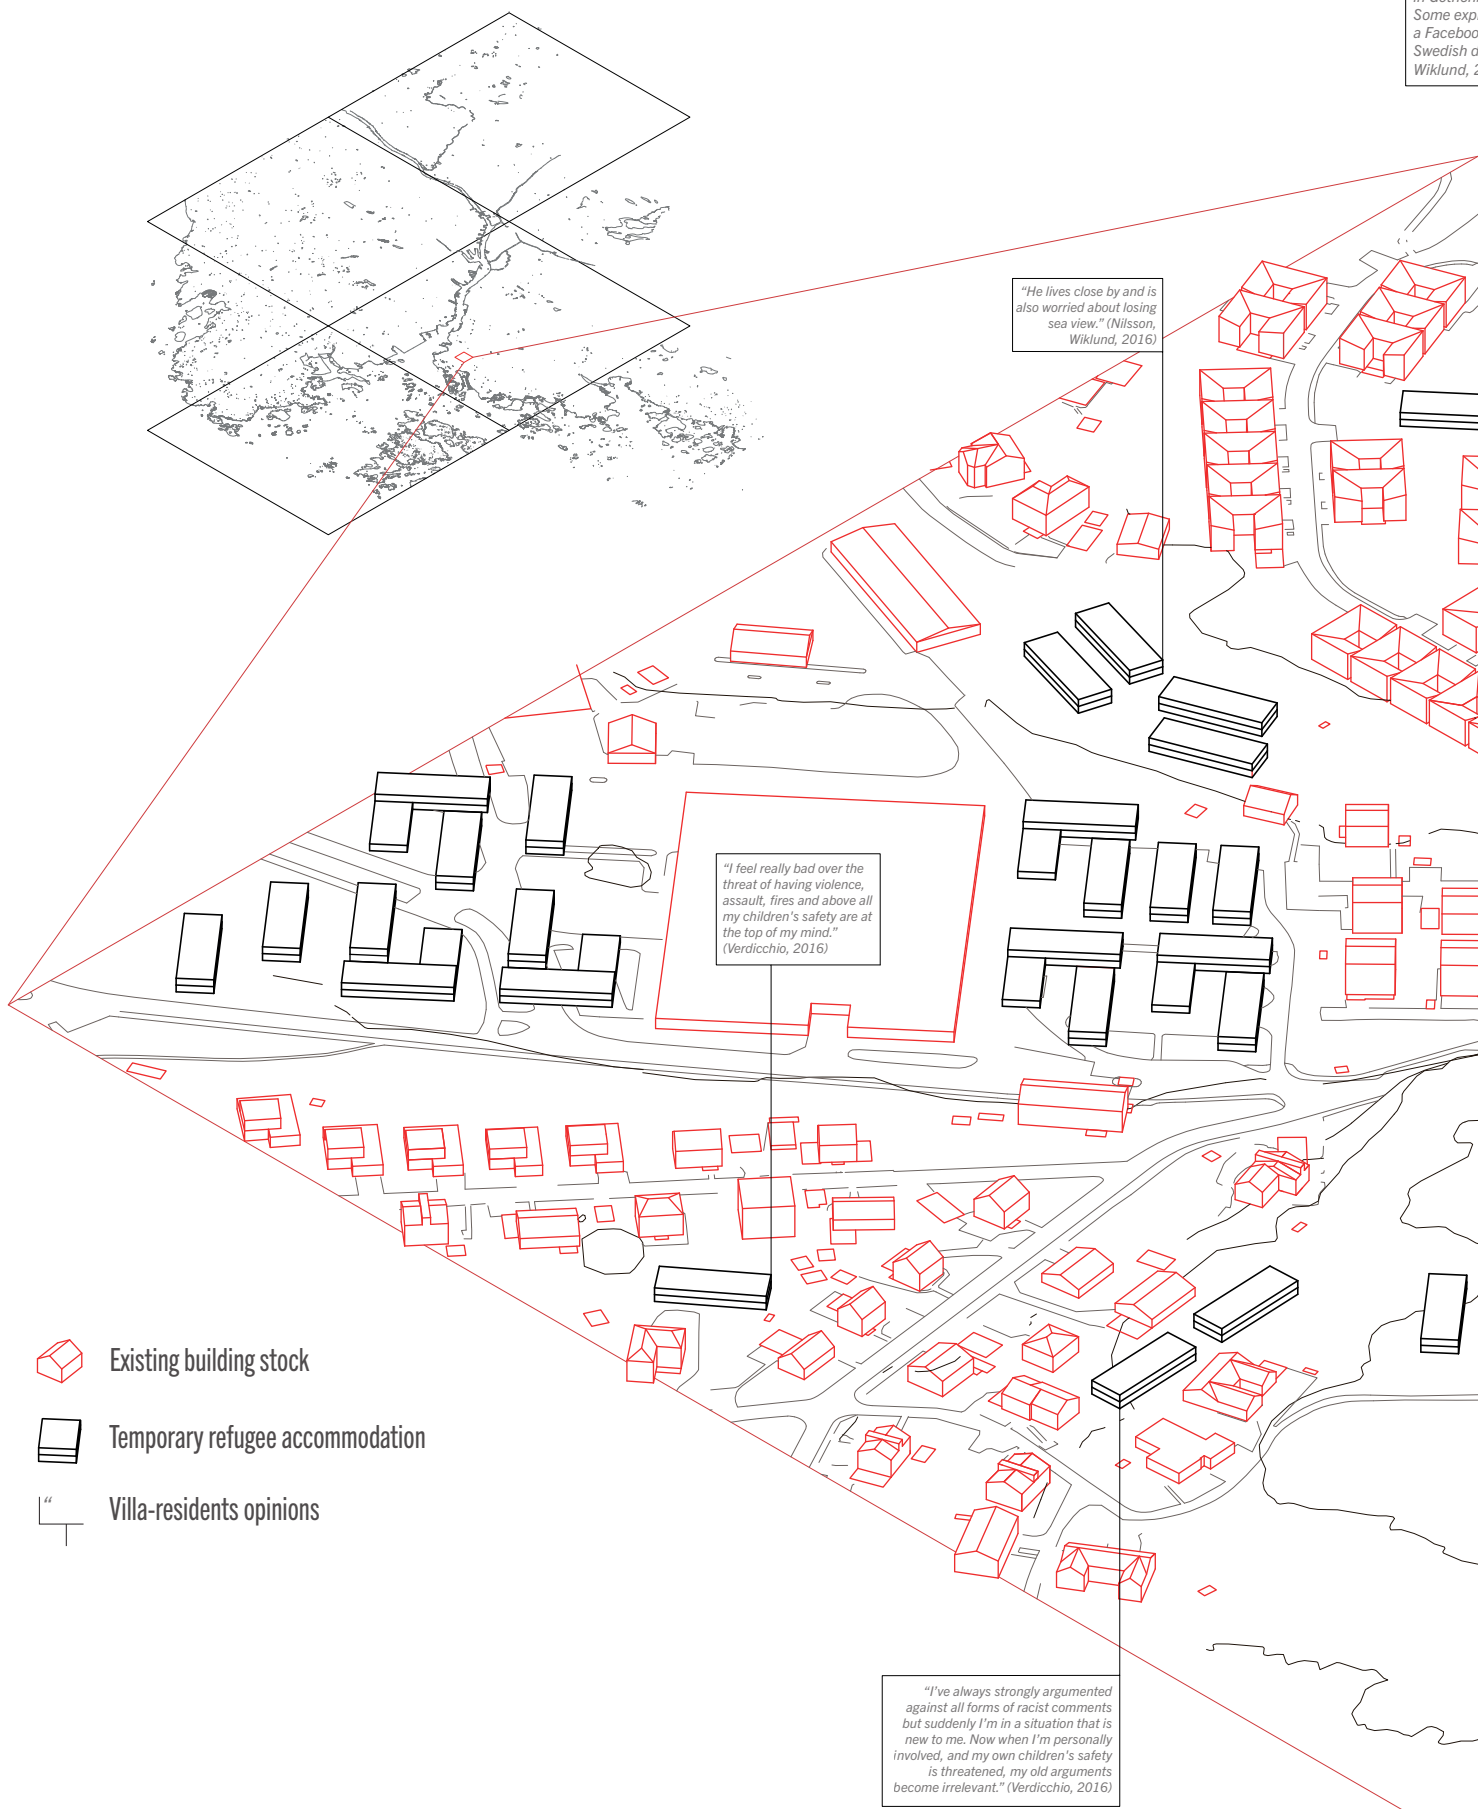 Some
a
Swedish
Wiklund,
“He lives close by and is
also worried about losing
sea view.” (Nilsson,
Wiklund, 2016)
“I feel really bad over the
threat of having violence,
assault, fires and above all
my children's safety are at
the top of my mind.”
(Verdicchio, 2016)
Existing building stock
Temporary refugee accommodation
“
Villa-residents opinions
“I've always strongly argumented
against all forms of racist comments
but suddenly I'm in a situation that is
new to me. Now when I'm personally
involved, and my own children's safety
is threatened, my old arguments
become irrelevant.” (Verdicchio, 2016)